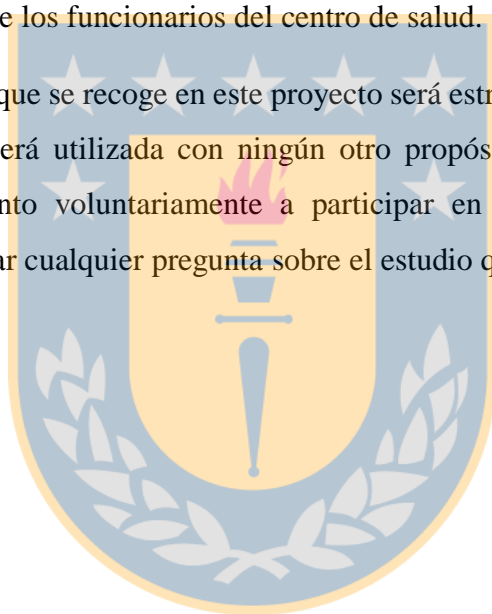 e los funcionarios del centro de salud.
que se recoge en este proyecto será estr
erá utilizada con ningún otro propós
nto voluntariamente a participar en
ar cualquier pregunta sobre el estudio q